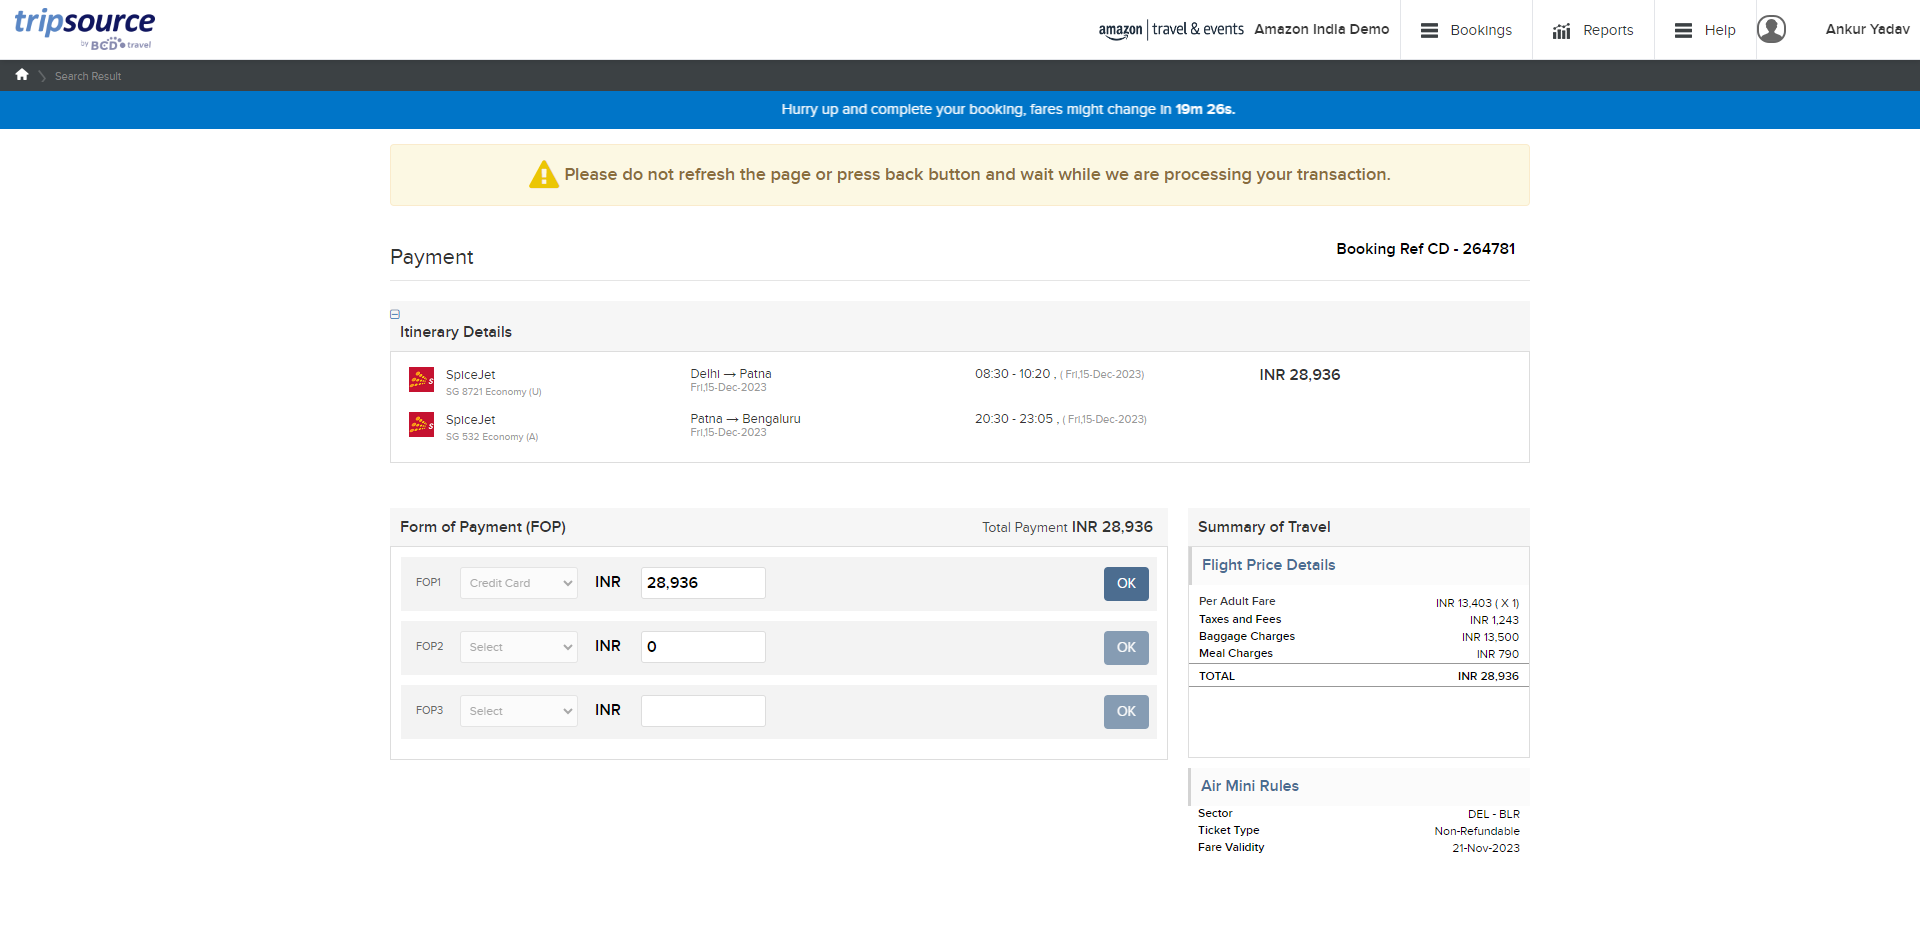 tripsource
by BCD travel
amazon | travel & events
Amazon India Demo
Bookings
Reports
Help
Ankur Yadav
Search Result
Hurry up and complete your booking, fares might change in 19m 26s.
Please do not refresh the page or press back button and wait while we are processing your transaction.
Payment
Booking Ref CD - 264781
Itinerary Details
SpiceJet
SG 8721 Economy (U)
Delhi → Patna
Fri,15-Dec-2023
08:30 - 10:20 , ( Fri,15-Dec-2023)
INR 28,936
SpiceJet
SG 532 Economy (A)
Patna → Bengaluru
Fri,15-Dec-2023
20:30 - 23:05 , ( Fri,15-Dec-2023)
Form of Payment (FOP)
Total Payment INR 28,936
FOP1 Credit Card INR 28,936 OK
FOP2 Select INR 0 OK
FOP3 Select INR OK
Summary of Travel
Flight Price Details
Per Adult Fare INR 13,403 ( X 1)
Taxes and Fees INR 1,243
Baggage Charges INR 13,500
Meal Charges INR 790
TOTAL INR 28,936
Air Mini Rules
Sector DEL - BLR
Ticket Type Non-Refundable
Fare Validity 21-Nov-2023